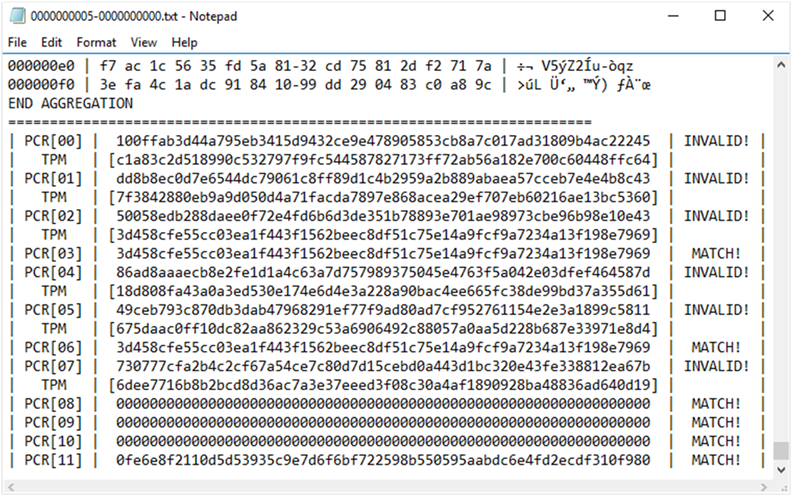 0000000005-0000000000.txt - Notepad
File Edit Format View Help
000000e0 | f7 ac 1c 56 35 fd 5a 81-32 cd 75 81 2d f2 71 7a | ÷¬ V5ýZ2Íu-òqz
000000f0 | 3e fa 4c 1a dc 91 84 10-99 dd 29 04 83 c0 a8 9c | >úL Ü‘„ ™Ý) ƒÀ¨œ
END AGGREGATION
======================================================================
| PCR[00] | 100ffab3d44a795eb3415d9432ce9e478905853cb8a7c017ad31809b4ac22245 | INVALID! |
| TPM | [c1a83c2d518990c532797f9fc544587827173ff72ab56a182e700c60448ffc64] | |
| PCR[01] | dd8b8ec0d7e6544dc79061c8ff89d1c4b2959a2b889abaea57cceb7e4e4b8c43 | INVALID! |
| TPM | [7f3842880eb9a9d050d4a71facda7897e868acea29ef707eb60216ae13bc5360] | |
| PCR[02] | 50058edb288daee0f72e4fd6b6d3de351b78893e701ae98973cbe96b98e10e43 | INVALID! |
| TPM | [3d458cfe55cc03ea1f443f1562beec8df51c75e14a9fcf9a7234a13f198e7969] | |
| PCR[03] | 3d458cfe55cc03ea1f443f1562beec8df51c75e14a9fcf9a7234a13f198e7969 | MATCH! |
| PCR[04] | 86ad8aaaecb8e2fe1d1a4c63a7d757989375045e4763f5a042e03dfef464587d | INVALID! |
| TPM | [18d808fa43a0a3ed530e174e6d4e3a228a90bac4ee665fc38de99bd37a355d61] | |
| PCR[05] | 49ceb793c870db3dab47968291ef77f9ad80ad7cf952761154e2e3a1899c5811 | INVALID! |
| TPM | [675daac0ff10dc82aa862329c53a6906492c88057a0aa5d228b687e33971e8d4] | |
| PCR[06] | 3d458cfe55cc03ea1f443f1562beec8df51c75e14a9fcf9a7234a13f198e7969 | MATCH! |
| PCR[07] | 730777cfa2b4c2cf67a54ce7c80d7d15cebd0a443d1bc320e43fe338812ea67b | INVALID! |
| TPM | [6dee7716b8b2bcd8d36ac7a3e37eeed3f08c30a4af1890928ba48836ad640d19] | |
| PCR[08] | 0000000000000000000000000000000000000000000000000000000000000000 | MATCH! |
| PCR[09] | 0000000000000000000000000000000000000000000000000000000000000000 | MATCH! |
| PCR[10] | 0000000000000000000000000000000000000000000000000000000000000000 | MATCH! |
| PCR[11] | 0fe6e8f2110d5d53935c9e7d6f6bf722598b550595aabdc6e4fd2ecdf310f980 | MATCH! |